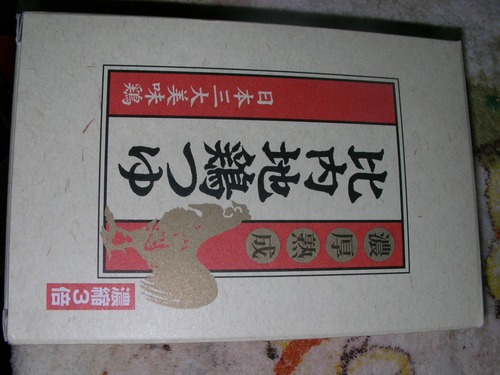 日本三大美味鶏
比内地鶏つゆ
濃厚熟成
濃縮3倍